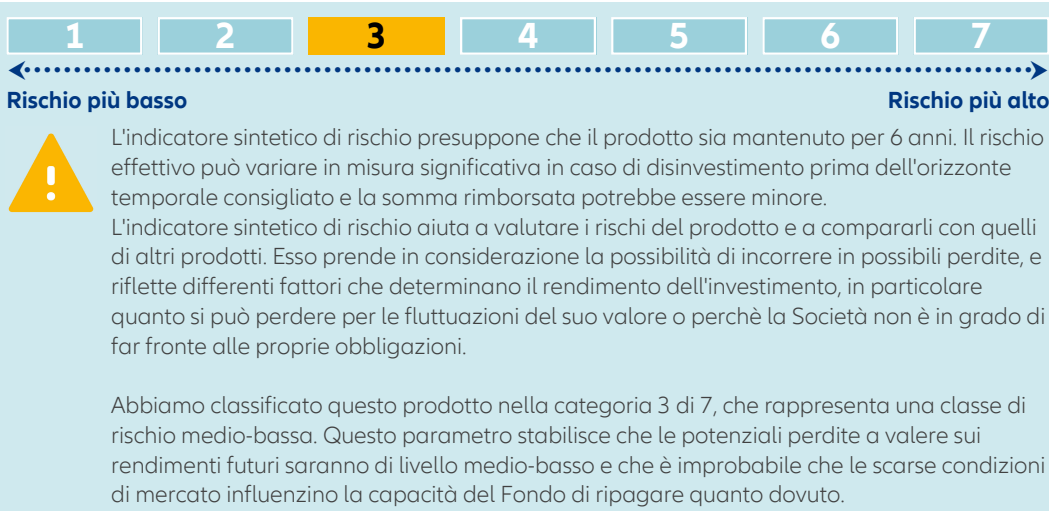 1 2 3 4 5 6 7
Rischio più basso Rischio più alto
L'indicatore sintetico di rischio presuppone che il prodotto sia mantenuto per 6 anni. Il rischio
effettivo può variare in misura significativa in caso di disinvestimento prima dell'orizzonte
temporale consigliato e la somma rimborsata potrebbe essere minore.
L'indicatore sintetico di rischio aiuta a valutare i rischi del prodotto e a compararli con quelli
di altri prodotti. Esso prende in considerazione la possibilità di incorrere in possibili perdite, e
riflette differenti fattori che determinano il rendimento dell'investimento, in particolare
quanto si può perdere per le fluttuazioni del suo valore o perchè la Società non è in grado di
far fronte alle proprie obbligazioni.
Abbiamo classificato questo prodotto nella categoria 3 di 7, che rappresenta una classe di
rischio medio-bassa. Questo parametro stabilisce che le potenziali perdite a valere sui
rendimenti futuri saranno di livello medio-basso e che è improbabile che le scarse condizioni
di mercato influenzino la capacità del Fondo di ripagare quanto dovuto.